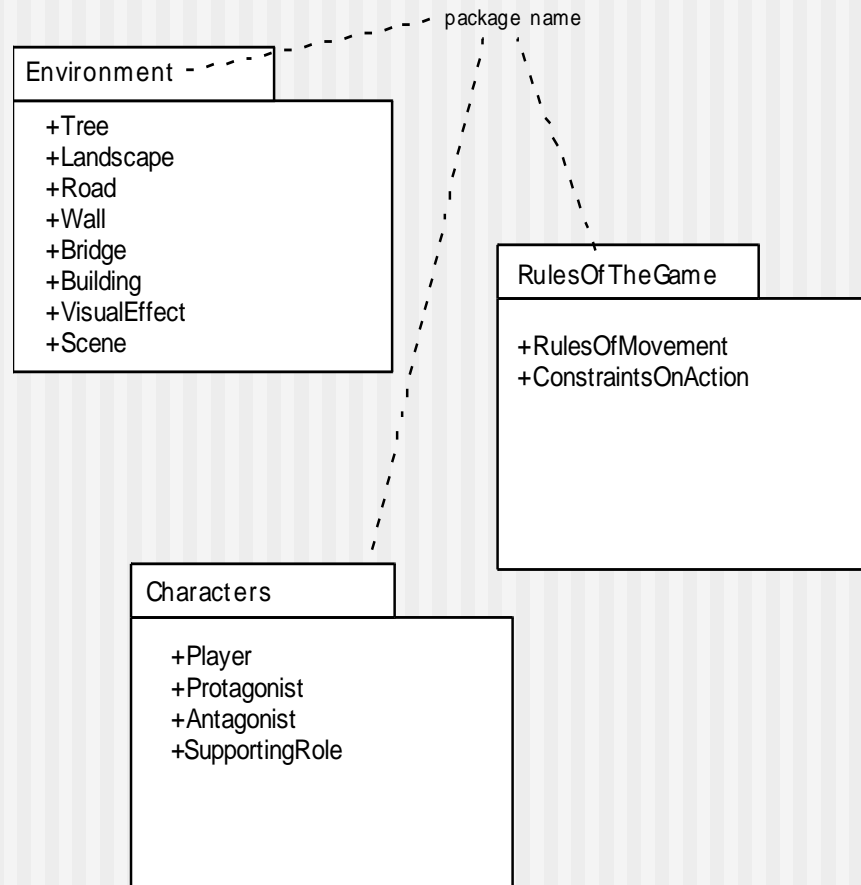 package name
Environment
+Tree
+Landscape
+Road
+Wall
+Bridge
+Building
+VisualEffect
+Scene
RulesOfTheGame
+RulesOfMovement
+ConstraintsOnAction
Characters
+Player
+Protagonist
+Antagonist
+SupportingRole